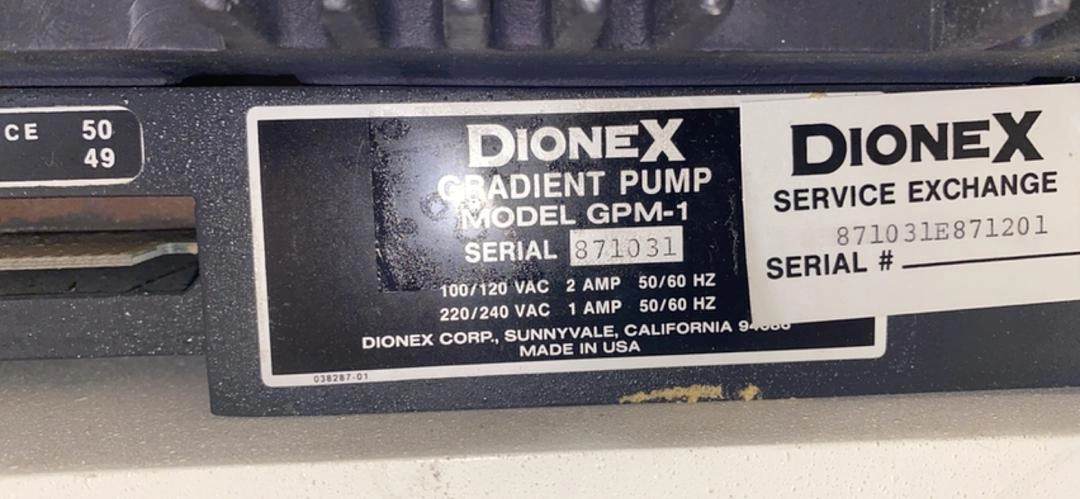 CE 50
49
DIONEX
GRADIENT PUMP
MODEL GPM-1
SERIAL 871031
100/120 VAC 2 AMP 50/60 HZ
220/240 VAC 1 AMP 50/60 HZ
DIONEX CORP., SUNNYVALE, CALIFORNIA
MADE IN USA
038287-01
DIONEX
SERVICE EXCHANGE
871031E871201
SERIAL #